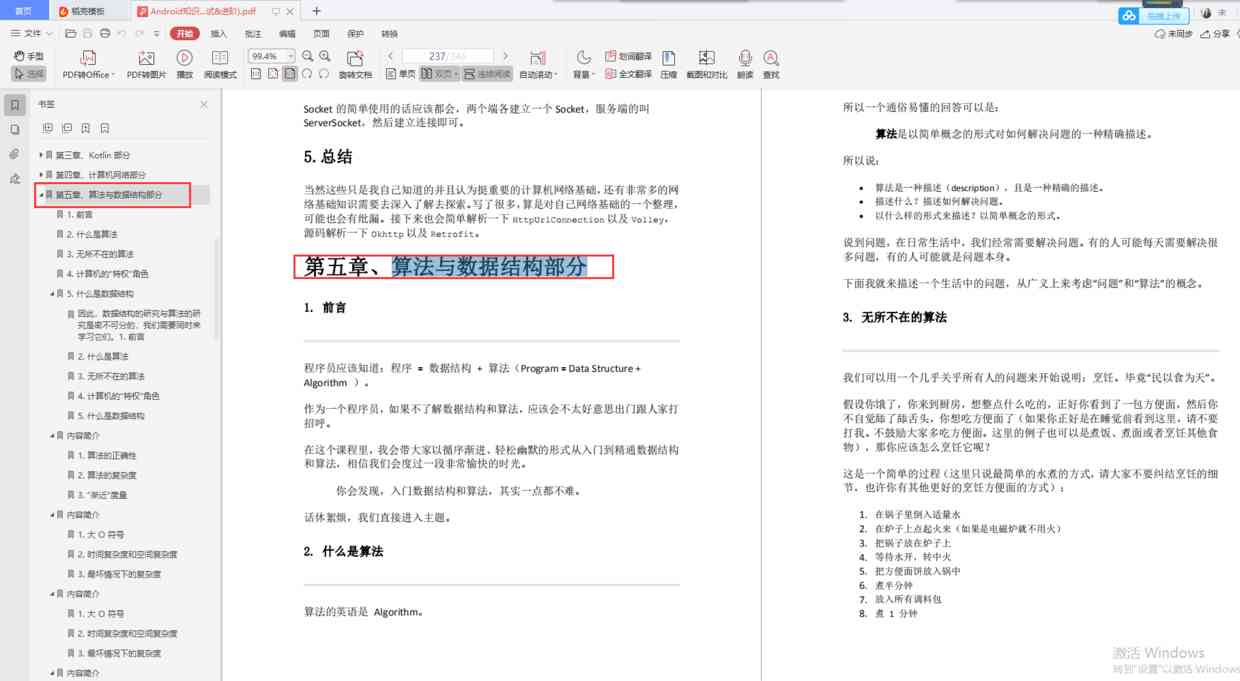 首页
稻壳模板
Android知识...试&进阶).pdf
文件
开始
插入
批注
编辑
页面
保护
转换
拖拽上传
未同步
分享
手型
选择
PDF转Office
PDF转图片
播放
阅读模式
99.4%
旋转文档
237/546
单页
双页
连续阅读
自动滚动
背景
划词翻译
全文翻译
压缩
截图和对比
朗读
查找
书签
第三章、Kotlin 部分
第四章、计算机网络部分
第五章、算法与数据结构部分
1. 前言
2. 什么是算法
3. 无所不在的算法
4. 计算机的"特权"角色
5. 什么是数据结构
因此，数据结构的研究与算法的研
究是密不可分的，我们需要同时来
学习它们。1. 前言
2. 什么是算法
3. 无所不在的算法
4. 计算机的"特权"角色
5. 什么是数据结构
内容简介
1. 算法的正确性
2. 算法的复杂度
3. "渐近"度量
内容简介
1. 大 O 符号
2. 时间复杂度和空间复杂度
3. 最坏情况下的复杂度
内容简介
1. 大 O 符号
2. 时间复杂度和空间复杂度
3. 最坏情况下的复杂度
内容简介
Socket 的简单使用的话应该都会，两个端各建立一个 Socket，服务端的叫
ServerSocket，然后建立连接即可。
5.总结
当然这些只是我自己知道的并且认为挺重要的计算机网络基础，还有非常多的网
络基础知识需要去深入了解去探索。写了很多，算是对自己网络基础的一个整理，
可能也会有纰漏。接下来也会简单解析一下 HttpUrlConnection 以及 Volley，
源码解析一下 Okhttp 以及 Retrofit。
第五章、算法与数据结构部分
1. 前言
程序员应该知道：程序 = 数据结构 + 算法（Program = Data Structure +
Algorithm ）。
作为一个程序员，如果不了解数据结构和算法，应该会不太好意思出门跟人家打
招呼。
在这个课程里，我会带大家以循序渐进、轻松幽默的形式从入门到精通数据结构
和算法，相信我们会度过一段非常愉快的时光。
你会发现，入门数据结构和算法，其实一点都不难。
话休絮烦，我们直接进入主题。
2. 什么是算法
算法的英语是 Algorithm。
所以一个通俗易懂的回答可以是：
算法是以简单概念的形式对如何解决问题的一种精确描述。
所以说：
• 算法是一种描述（description），且是一种精确的描述。
• 描述什么？描述如何解决问题。
• 以什么样的形式来描述？以简单概念的形式。
说到问题，在日常生活中，我们经常需要解决问题。有的人可能每天需要解决很
多问题，有的人可能就是问题本身。
下面我就来描述一个生活中的问题，从广义上来考虑"问题"和"算法"的概念。
3. 无所不在的算法
我们可以用一个几乎关乎所有人的问题来开始说明：烹饪。毕竟"民以食为天"。
假设你饿了，你来到厨房，想整点什么吃的，正好你看到了一包方便面，然后你
不自觉舔了舔舌头，你想吃方便面了（如果你正好是在睡觉前看到这里，请不要
打我。不鼓励大家多吃方便面。这里的例子也可以是煮饭、煮面或者烹饪其他食
物），那你应该怎么烹饪它呢？
这是一个简单的过程（这里只说最简单的水煮的方式，请大家不要纠结烹饪的细
节，也许你有其他更好的烹饪方便面的方式）：
1. 在锅子里倒入适量水
2. 在炉子上点起火来（如果是电磁炉就不用火）
3. 把锅子放在炉子上
4. 等待水开，转中火
5. 把方便面饼放入锅中
6. 煮半分钟
7. 放入所有调料包
8. 煮 1 分钟
激活 Windows
转到"设置"以激活 Windows